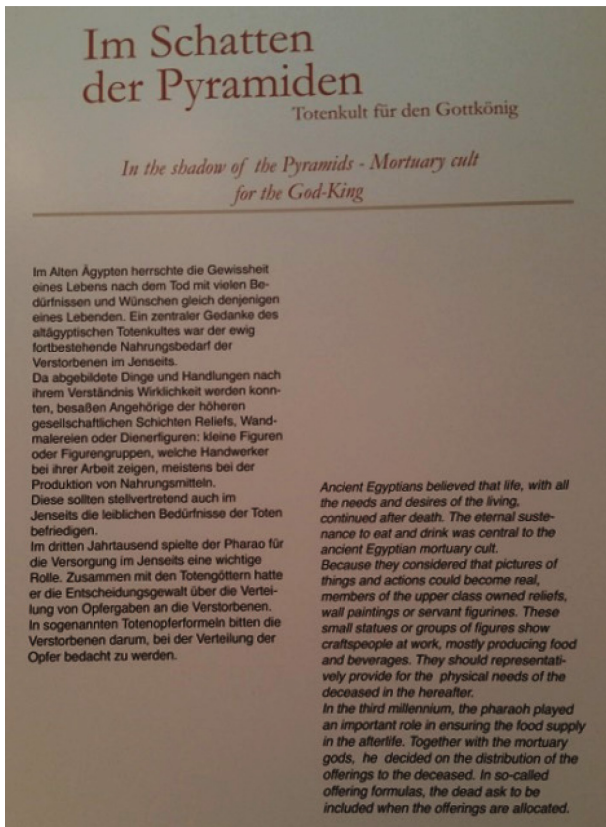 Im Schatten
der Pyramiden
Totenkult für den Gottkönig
In the shadow of the Pyramids - Mortuary cult
for the God-King
Im Alten Ägypten herrschte die Gewissheit
eines Lebens nach dem Tod mit vielen Be-
dürfnissen und Wünschen gleich denjenigen
eines Lebenden. Ein zentraler Gedanke des
altägyptischen Totenkultes war der ewig
fortbestehende Nahrungsbedarf der
Verstorbenen im Jenseits.
Da abgebildete Dinge und Handlungen nach
ihrem Verständnis Wirklichkeit werden konn-
ten, besaßen Angehörige der höheren
gesellschaftlichen Schichten Reliefs, Wand-
malereien oder Dienerfiguren: kleine Figuren
oder Figurengruppen, welche Handwerker
bei ihrer Arbeit zeigen, meistens bei der
Produktion von Nahrungsmitteln.
Diese sollten stellvertretend auch im
Jenseits die leiblichen Bedürfnisse der Toten
befriedigen.
Im dritten Jahrtausend spielte der Pharao für
die Versorgung im Jenseits eine wichtige
Rolle. Zusammen mit den Totengöttern hatte
er die Entscheidungsgewalt über die Vertei-
lung von Opfergaben an die Verstorbenen.
In sogenannten Totenopferformeln bitten die
Verstorbenen darum, bei der Verteilung der
Opfer bedacht zu werden.
Ancient Egyptians believed that life, with all
the needs and desires of the living,
continued after death. The eternal suste-
nance to eat and drink was central to the
ancient Egyptian mortuary cult.
Because they considered that pictures of
things and actions could become real,
members of the upper class owned reliefs,
wall paintings or servant figurines. These
small statues or groups of figures show
craftspeople at work, mostly producing food
and beverages. They should representati-
vely provide for the physical needs of the
deceased in the hereafter.
In the third millennium, the pharaoh played
an important role in ensuring the food supply
in the afterlife. Together with the mortuary
gods, he decided on the distribution of the
offerings to the deceased. In so-called
offering formulas, the dead ask to be
included when the offerings are allocated.